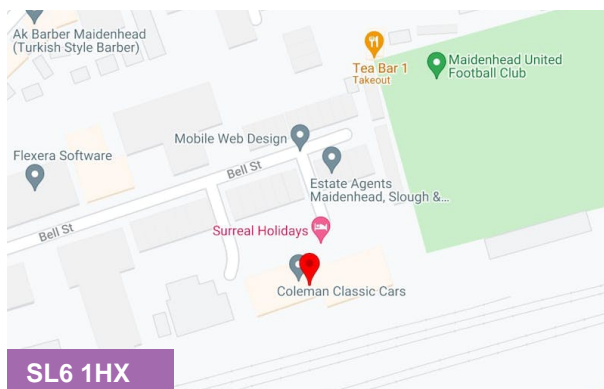 Ak Barber Maidenhead
(Turkish Style Barber)
Tea Bar 1
Takeout
Maidenhead United
Football Club
Mobile Web Design
Flexera Software
Bell St
Estate Agents
Maidenhead, Slough &...
Bell St
Surreal Holidays
Coleman Classic Cars
SL6 1HX